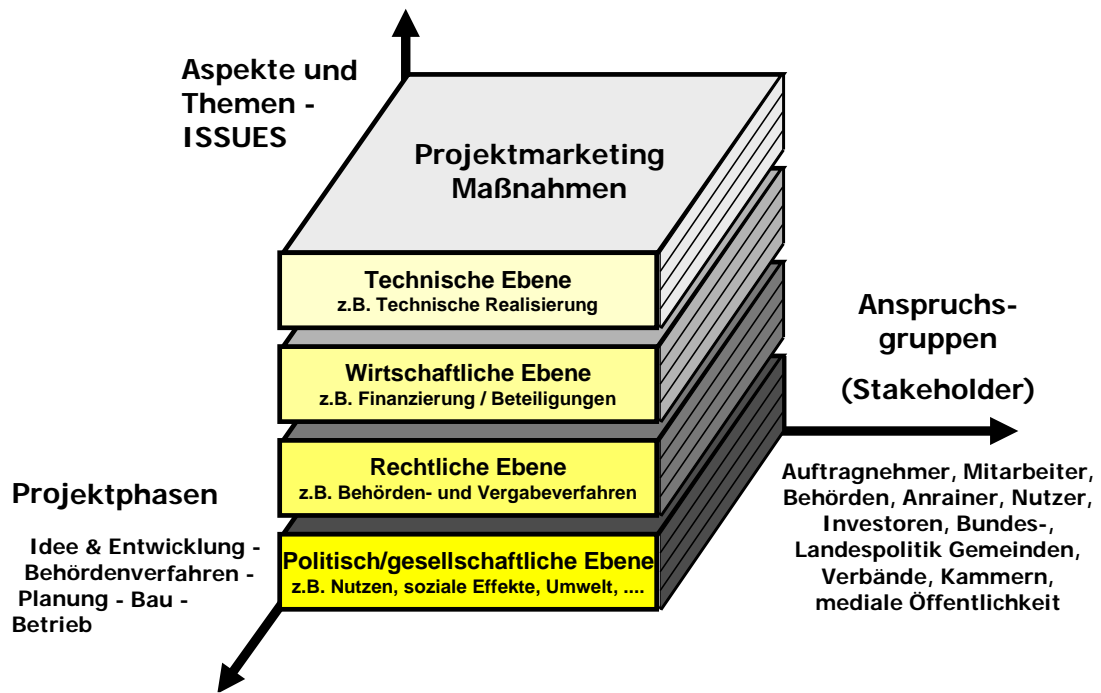 Aspekte und
Themen -
ISSUES
Projektmarketing
Maßnahmen
Technische Ebene
z.B. Technische Realisierung
Wirtschaftliche Ebene
z.B. Finanzierung / Beteiligungen
Rechtliche Ebene
z.B. Behörden- und Vergabeverfahren
Politisch/gesellschaftliche Ebene
z.B. Nutzen, soziale Effekte, Umwelt, ....
Anspruchs-
gruppen
(Stakeholder)
Auftragnehmer, Mitarbeiter,
Behörden, Anrainer, Nutzer,
Investoren, Bundes-,
Landespolitik Gemeinden,
Verbände, Kammern,
mediale Öffentlichkeit
Projektphasen
Idee & Entwicklung -
Behördenverfahren -
Planung - Bau -
Betrieb